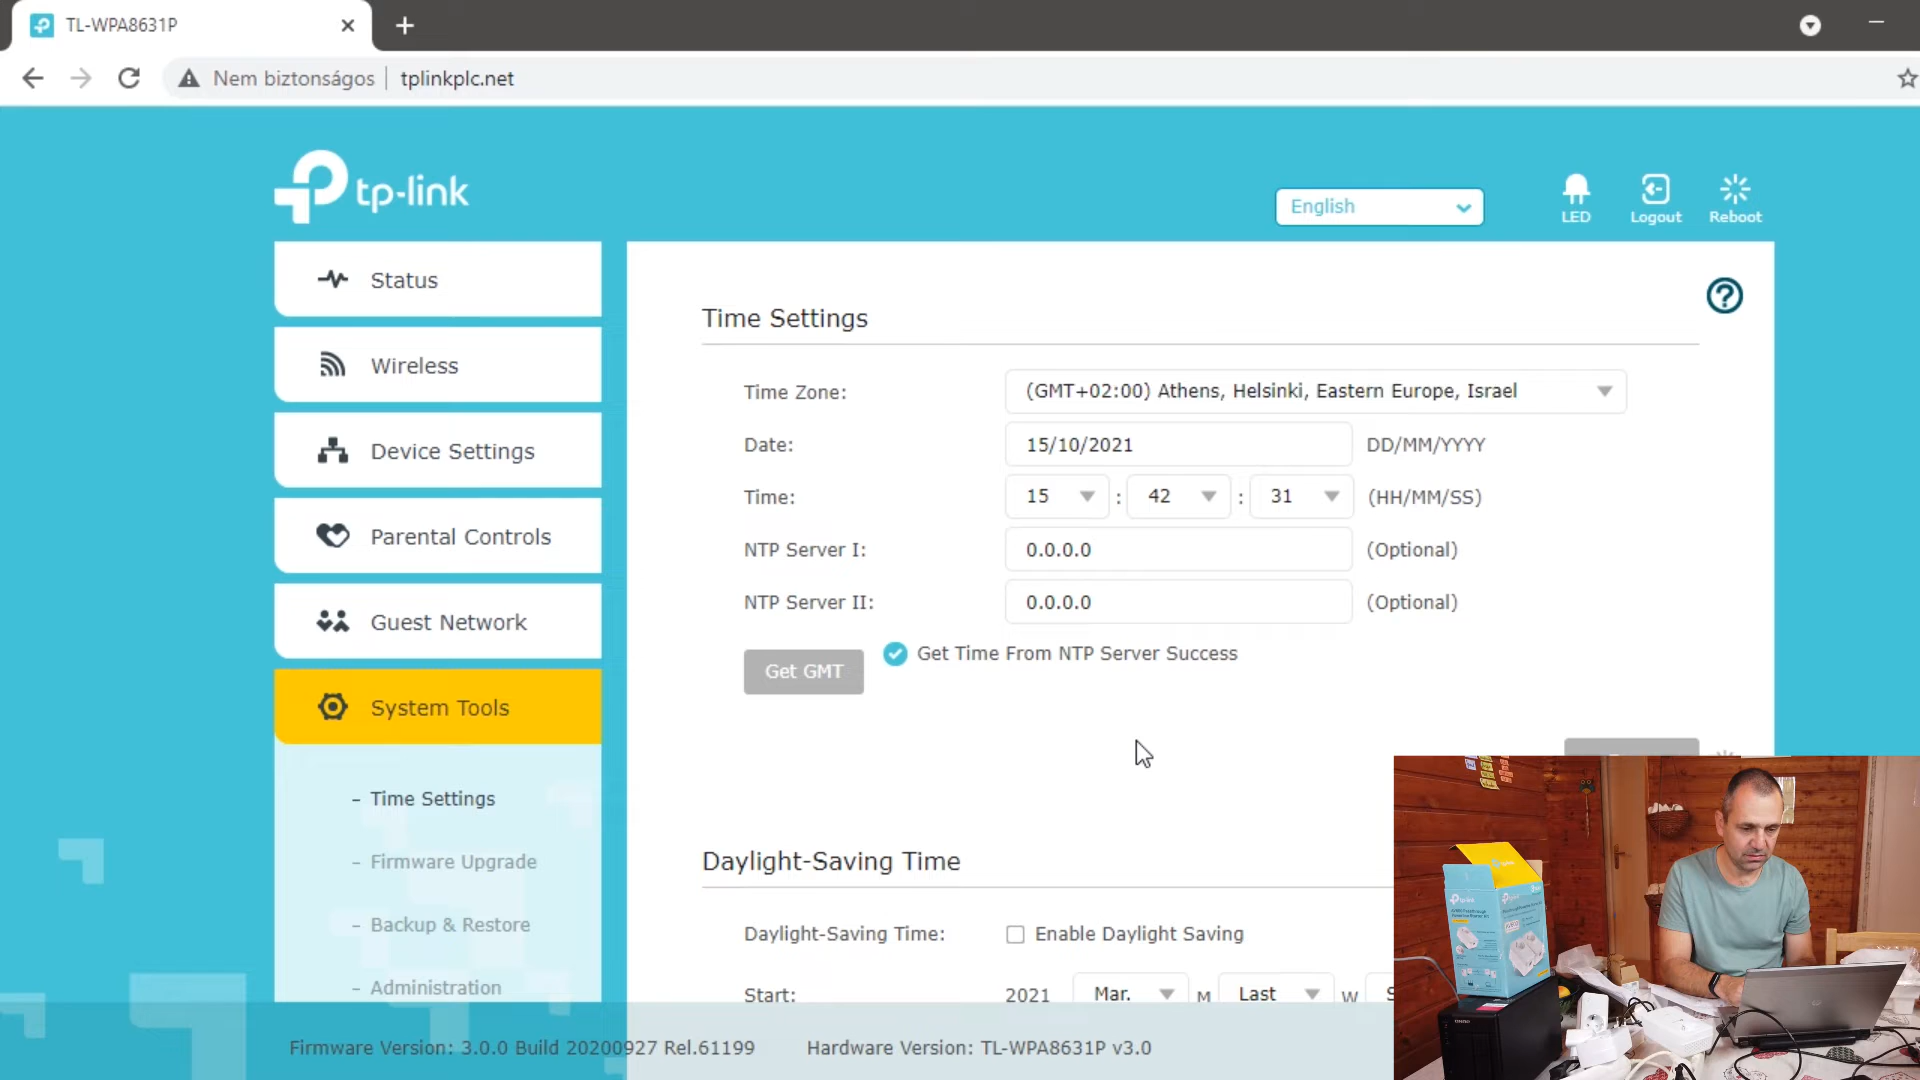 TL-WPA8631P
Nem biztonságos | tplinkplc.net
tp-link
English
LED
Logout
Reboot
Status
Wireless
Device Settings
Parental Controls
Guest Network
System Tools
- Time Settings
- Firmware Upgrade
- Backup & Restore
- Administration
Time Settings
Time Zone: (GMT+02:00) Athens, Helsinki, Eastern Europe, Israel
Date: 15/10/2021 DD/MM/YYYY
Time: 15 : 42 : 31 (HH/MM/SS)
NTP Server I: 0.0.0.0 (Optional)
NTP Server II: 0.0.0.0 (Optional)
Get GMT Get Time From NTP Server Success
Daylight-Saving Time
Daylight-Saving Time: Enable Daylight Saving
Start: 2021 Mar. M Last W
Firmware Version: 3.0.0 Build 20200927 Rel.61199 Hardware Version: TL-WPA8631P v3.0
tp-link